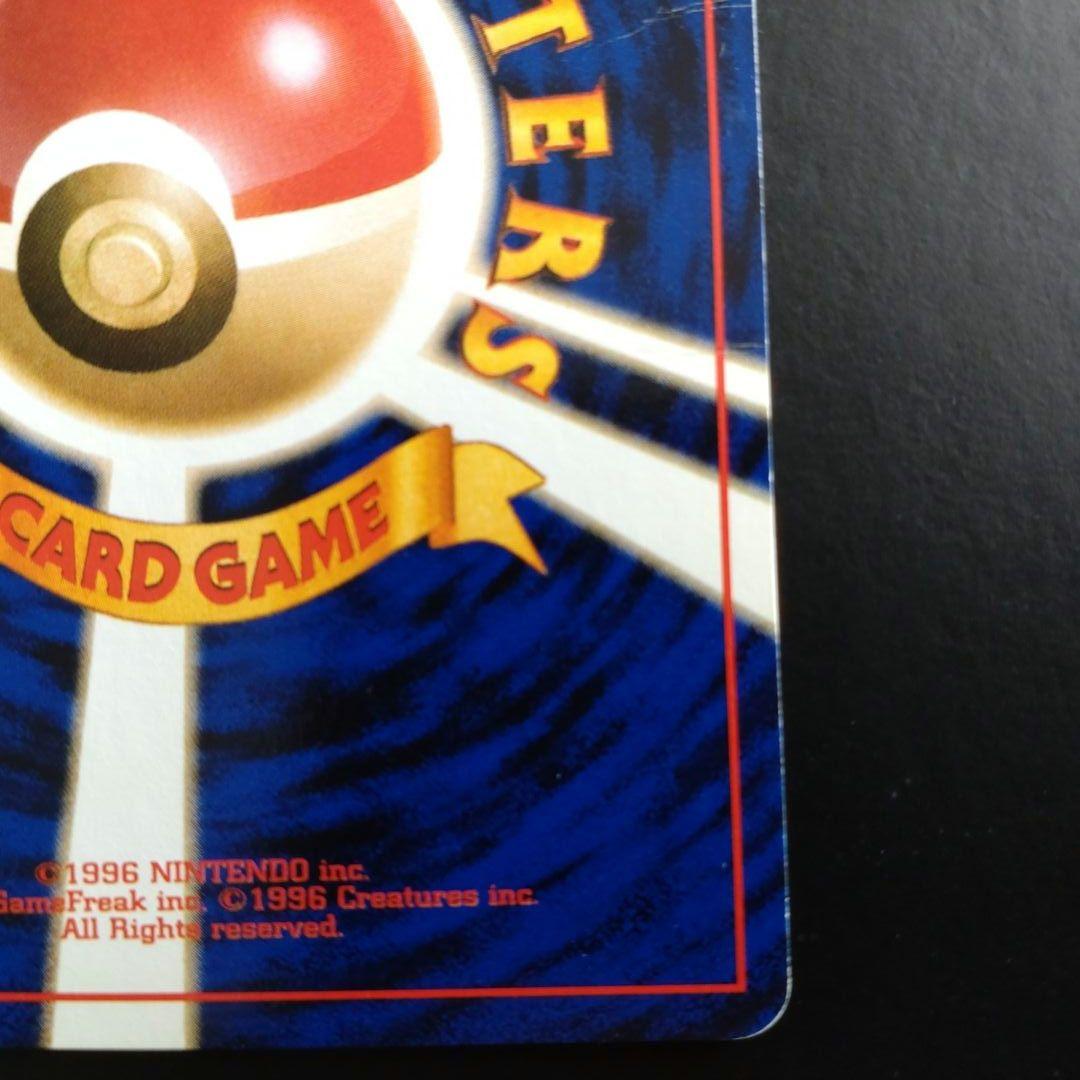 TERS
CARD GAME
©1996 NINTENDO inc.
GameFreak inc. ©1996 Creatures inc.
All Rights reserved.